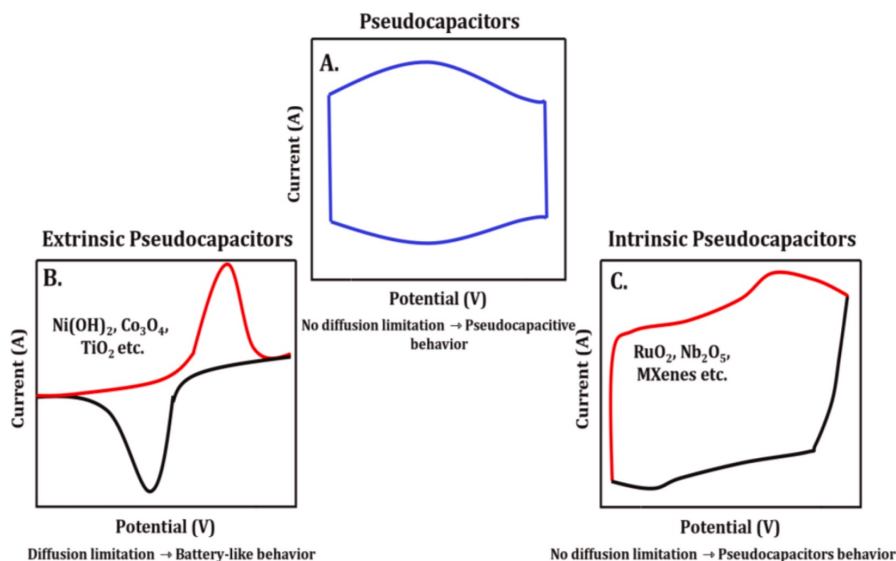 Pseudocapacitors
A.
Current (A)
Potential (V)
No diffusion limitation → Pseudocapacitive
behavior
Extrinsic Pseudocapacitors
B.
Ni(OH)₂, Co₃O₄,
TiO₂ etc.
Current (A)
Potential (V)
Diffusion limitation → Battery-like behavior
Intrinsic Pseudocapacitors
C.
RuO₂, Nb₂O₅,
MXenes etc.
Current (A)
Potential (V)
No diffusion limitation → Pseudocapacitors behavior